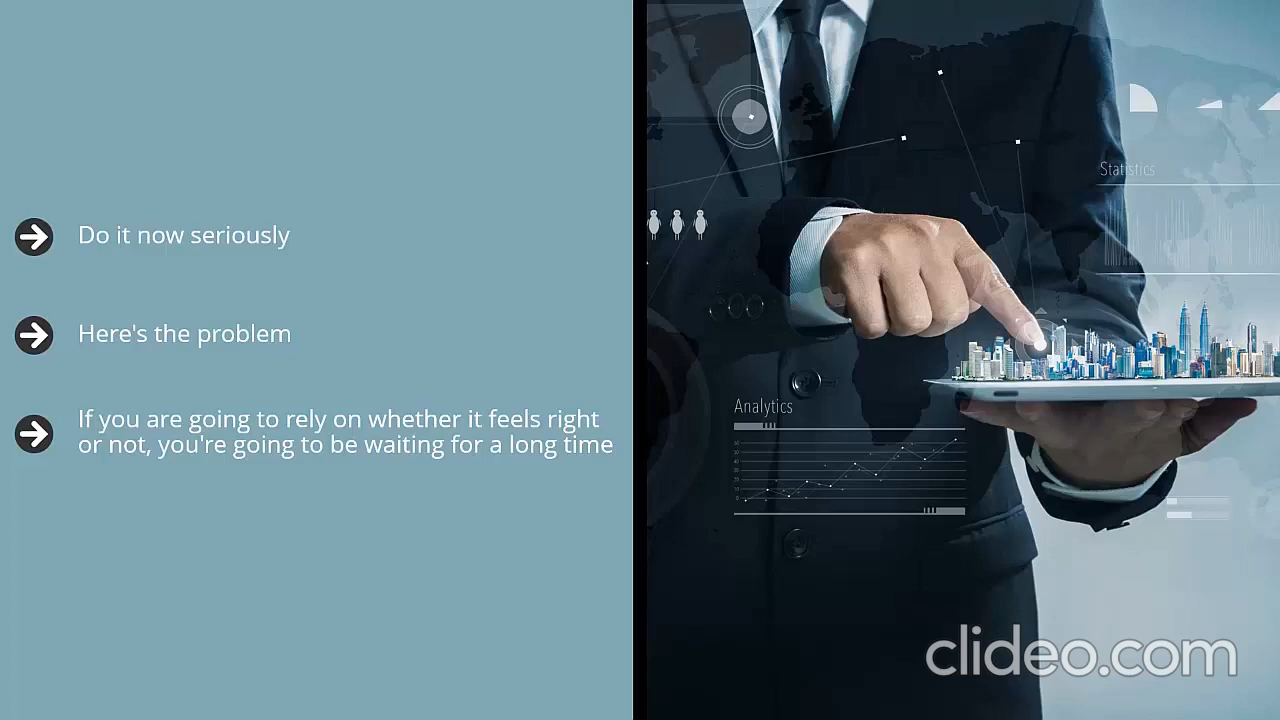 Do it now seriously
Here's the problem
If you are going to rely on whether it feels right
or not, you're going to be waiting for a long time
Statistics
Analytics
clideo.com